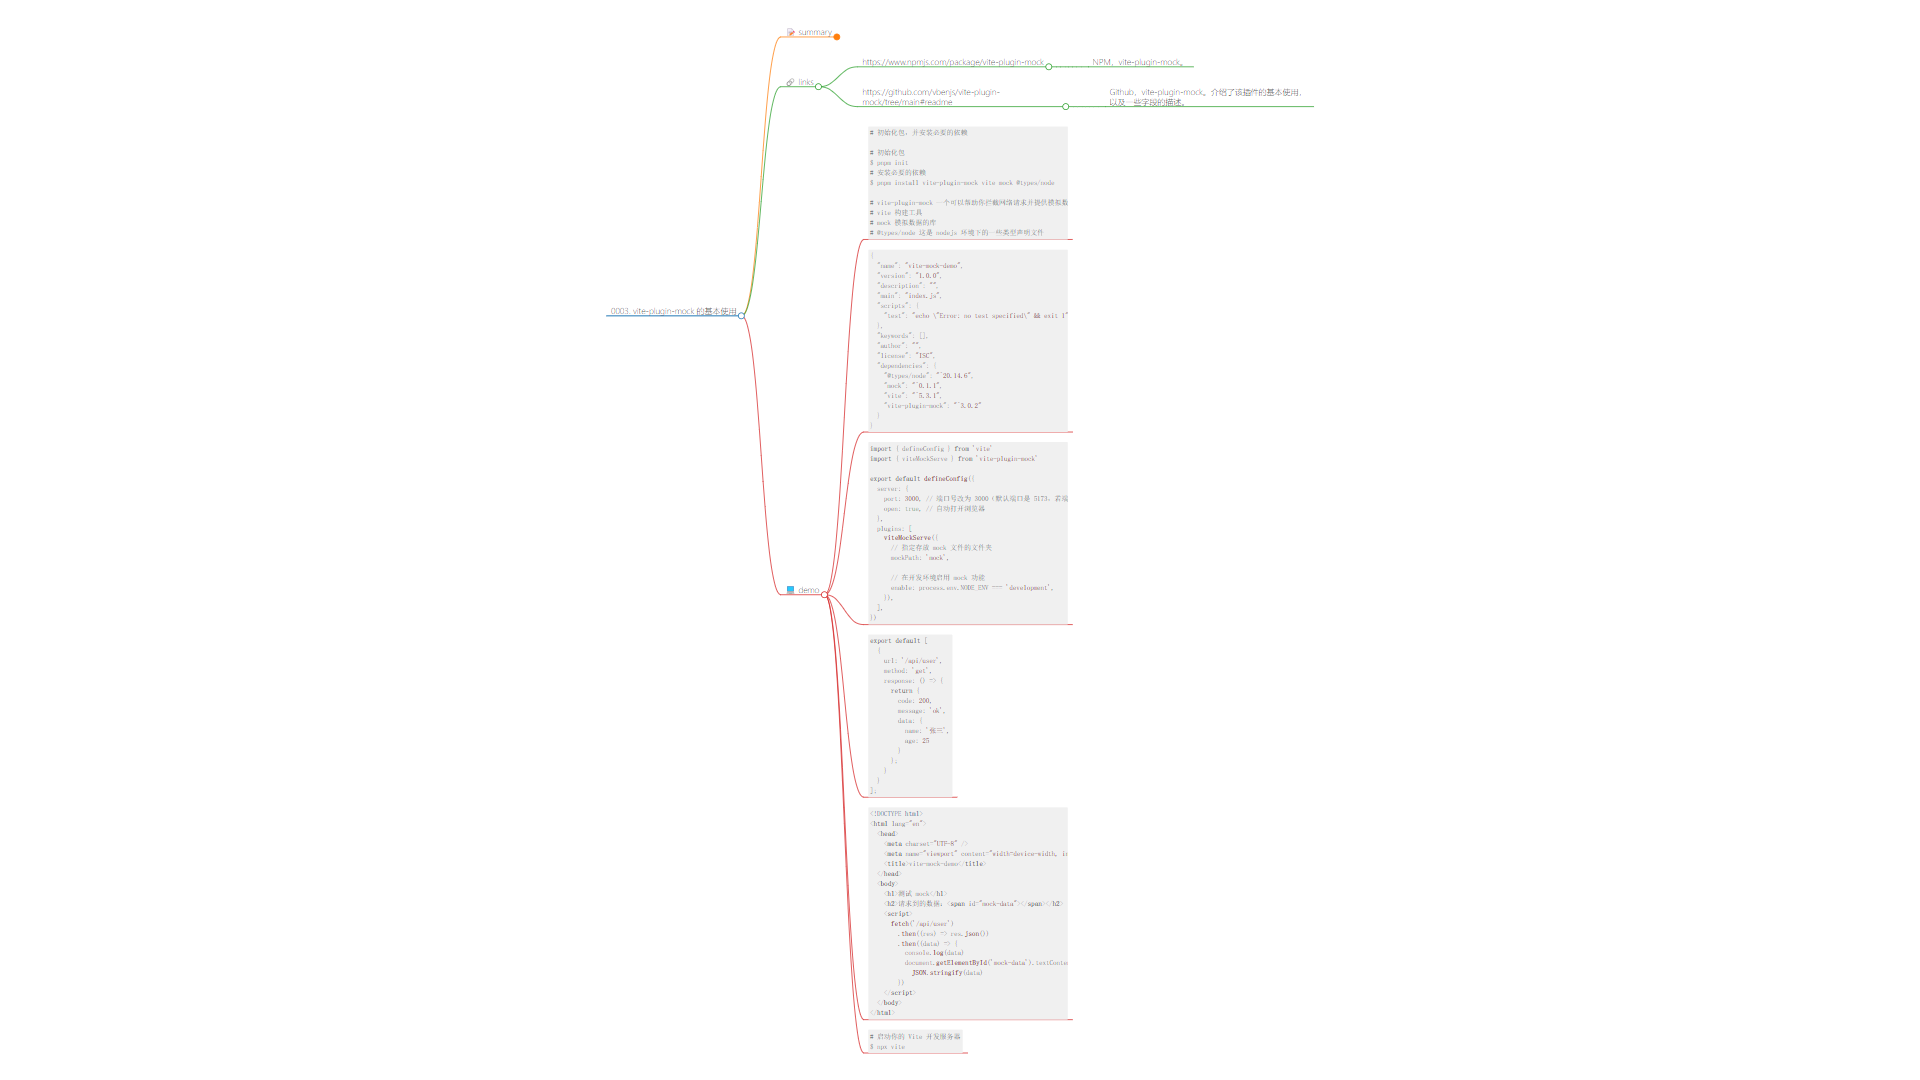 0003. vite-plugin-mock 的基本使用
summary
links
https://www.npmjs.com/package/vite-plugin-mock
NPM，vite-plugin-mock。
https://github.com/vbenjs/vite-plugin-
mock/tree/main#readme
Github，vite-plugin-mock。介绍了该插件的基本使用，
以及一些字段的描述。
demo
# 初始化包，并安装必要的依赖
# 初始化包
$ pnpm init
# 安装必要的依赖
$ pnpm install vite-plugin-mock vite mock @types/node
# vite-plugin-mock 一个可以帮助你拦截网络请求并提供模拟数
# vite 构建工具
# mock 模拟数据的库
# @types/node 这是 nodejs 环境下的一些类型声明文件
{
"name": "vite-mock-demo",
"version": "1.0.0",
"description": "",
"main": "index.js",
"scripts": {
"test": "echo \"Error: no test specified\" && exit 1"
},
"keywords": [],
"author": "",
"license": "ISC",
"dependencies": {
"@types/node": "^20.14.6",
"mock": "^0.1.1",
"vite": "^5.3.1",
"vite-plugin-mock": "^3.0.2"
}
}
import { defineConfig } from 'vite'
import { viteMockServe } from 'vite-plugin-mock'
export default defineConfig({
server: {
port: 3000, // 端口号改为 3000（默认端口是 5173，若端
open: true, // 自动打开浏览器
},
plugins: [
viteMockServe({
// 指定存放 mock 文件的文件夹
mockPath: 'mock',
// 在开发环境启用 mock 功能
enable: process.env.NODE_ENV === 'development',
}),
],
})
export default [
{
url: '/api/user',
method: 'get',
response: () => {
return {
code: 200,
message: 'ok',
data: {
name: '张三',
age: 25
}
};
}
}
];
<!DOCTYPE html>
<html lang="en">
<head>
<meta charset="UTF-8" />
<meta name="viewport" content="width=device-width, in
<title>vite-mock-demo</title>
</head>
<body>
<h1>测试 mock</h1>
<h2>请求到的数据：<span id="mock-data"></span></h2>
<script>
fetch('/api/user')
.then((res) => res.json())
.then((data) => {
console.log(data)
document.getElementById('mock-data').textConte
JSON.stringify(data)
})
</script>
</body>
</html>
# 启动你的 Vite 开发服务器
$ npx vite